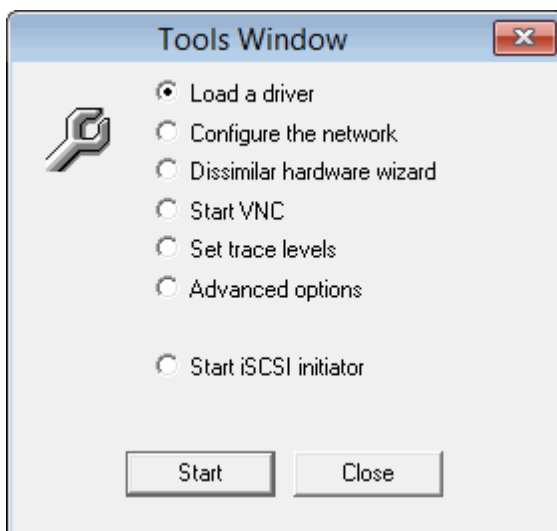 Tools Window
Load a driver
Configure the network
Dissimilar hardware wizard
Start VNC
Set trace levels
Advanced options
Start iSCSI initiator
Start
Close